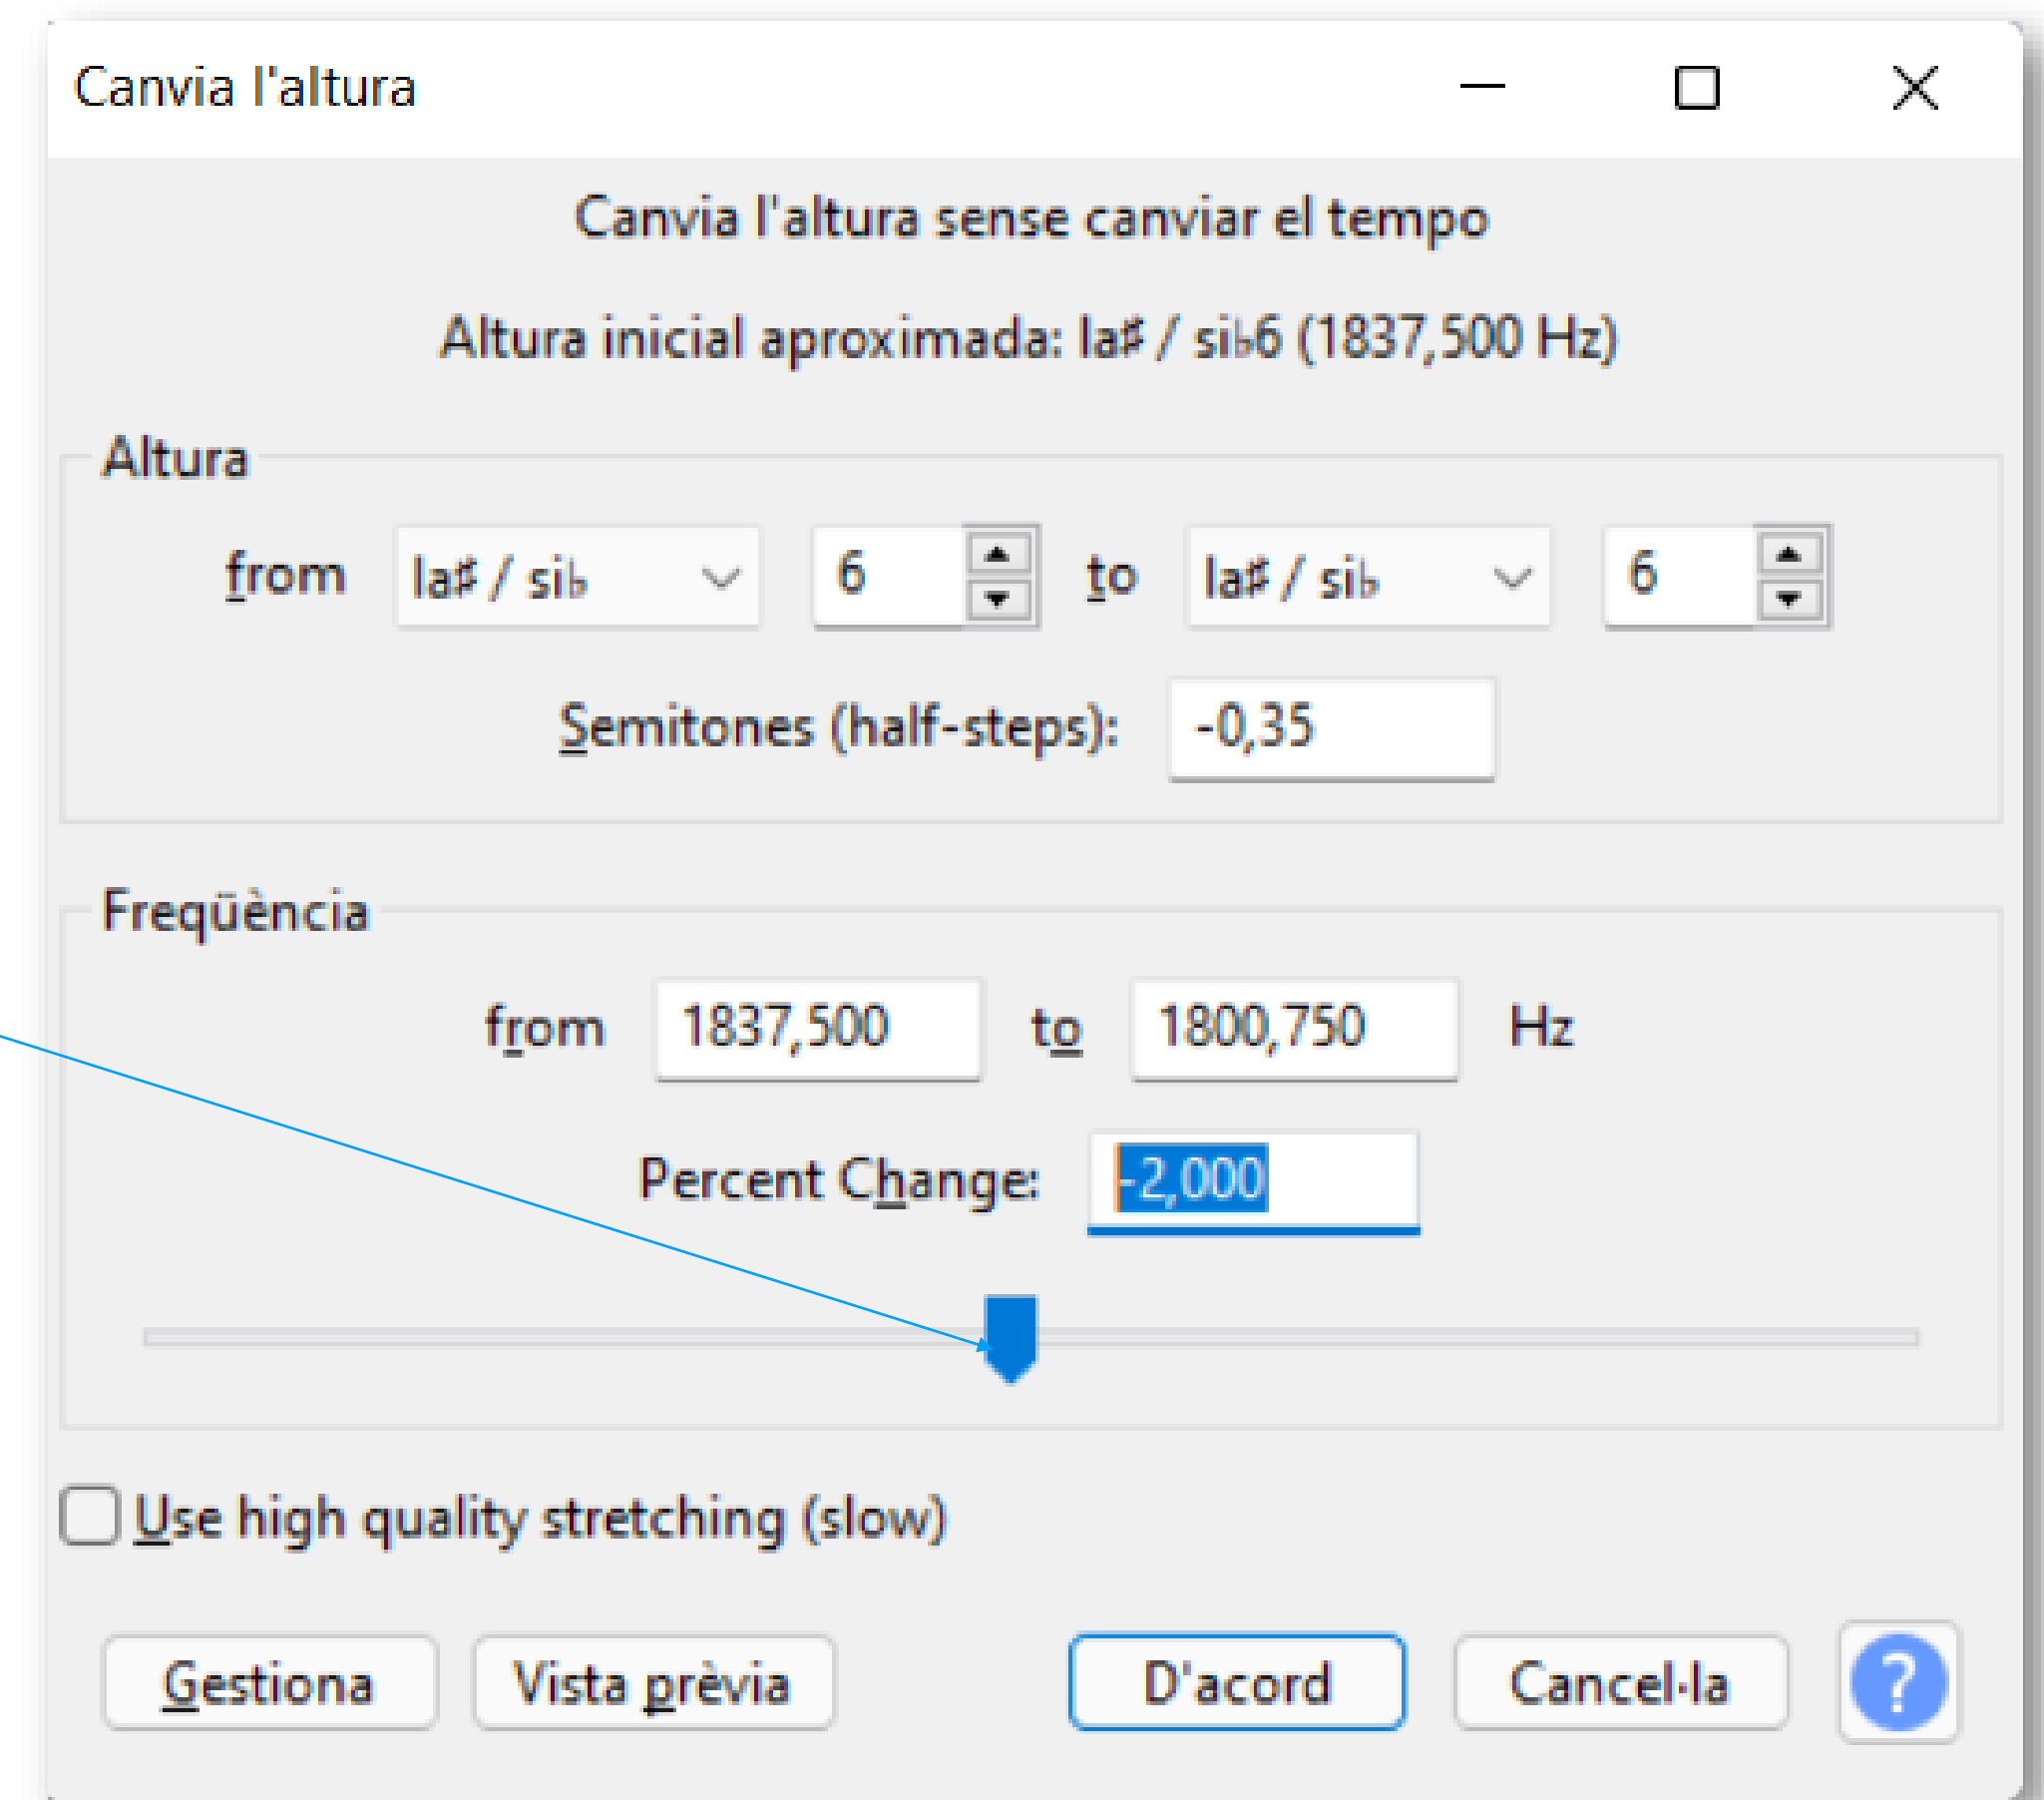 Canvia l'altura
Canvia l'altura sense canviar el tempo
Altura inicial aproximada: la♯ / si♭6 (1837,500 Hz)
Altura
from la♯ / si♭ 6 to la♯ / si♭ 6
Semitones (half-steps): -0,35
Freqüència
from 1837,500 to 1800,750 Hz
Percent Change: -2,000
Use high quality stretching (slow)
Gestiona Vista prèvia D'acord Cancel·la ?